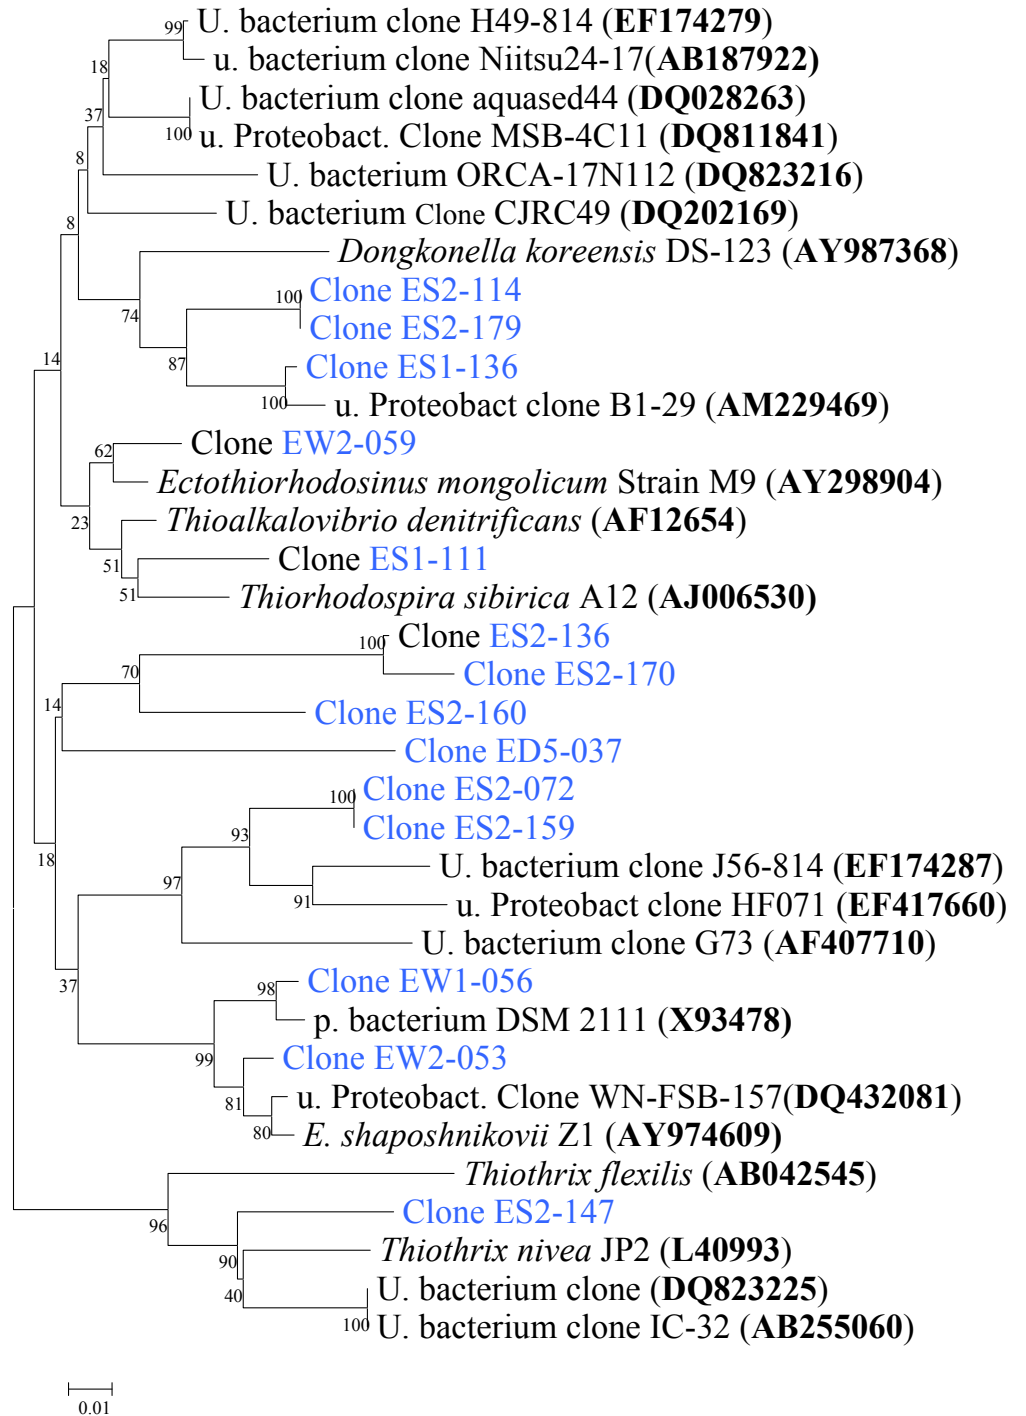 99 U. bacterium clone H49-814 (EF174279)
u. bacterium clone Niitsu24-17(AB187922)
18
U. bacterium clone aquased44 (DQ028263)
37
100 u. Proteobact. Clone MSB-4C11 (DQ811841)
8
U. bacterium ORCA-17N112 (DQ823216)
8 U. bacterium Clone CJRC49 (DQ202169)
Dongkonella koreensis DS-123 (AY987368)
100 Clone ES2-114
74 Clone ES2-179
14 87 Clone ES1-136
100 u. Proteobact clone B1-29 (AM229469)
62 Clone EW2-059
Ectothiorhodosinus mongolicum Strain M9 (AY298904)
23 Thioalkalovibrio denitrificans (AF12654)
51 Clone ES1-111
51 Thiorhodospira sibirica A12 (AJ006530)
100 Clone ES2-136
70 Clone ES2-170
14 Clone ES2-160
Clone ED5-037
100 Clone ES2-072
93 Clone ES2-159
18 U. bacterium clone J56-814 (EF174287)
97 91 u. Proteobact clone HF071 (EF417660)
U. bacterium clone G73 (AF407710)
37 98 Clone EW1-056
p. bacterium DSM 2111 (X93478)
99 Clone EW2-053
81 u. Proteobact. Clone WN-FSB-157(DQ432081)
80 E. shaposhnikovii Z1 (AY974609)
Thiothrix flexilis (AB042545)
96 Clone ES2-147
90 Thiothrix nivea JP2 (L40993)
40 U. bacterium clone (DQ823225)
100 U. bacterium clone IC-32 (AB255060)
0.01